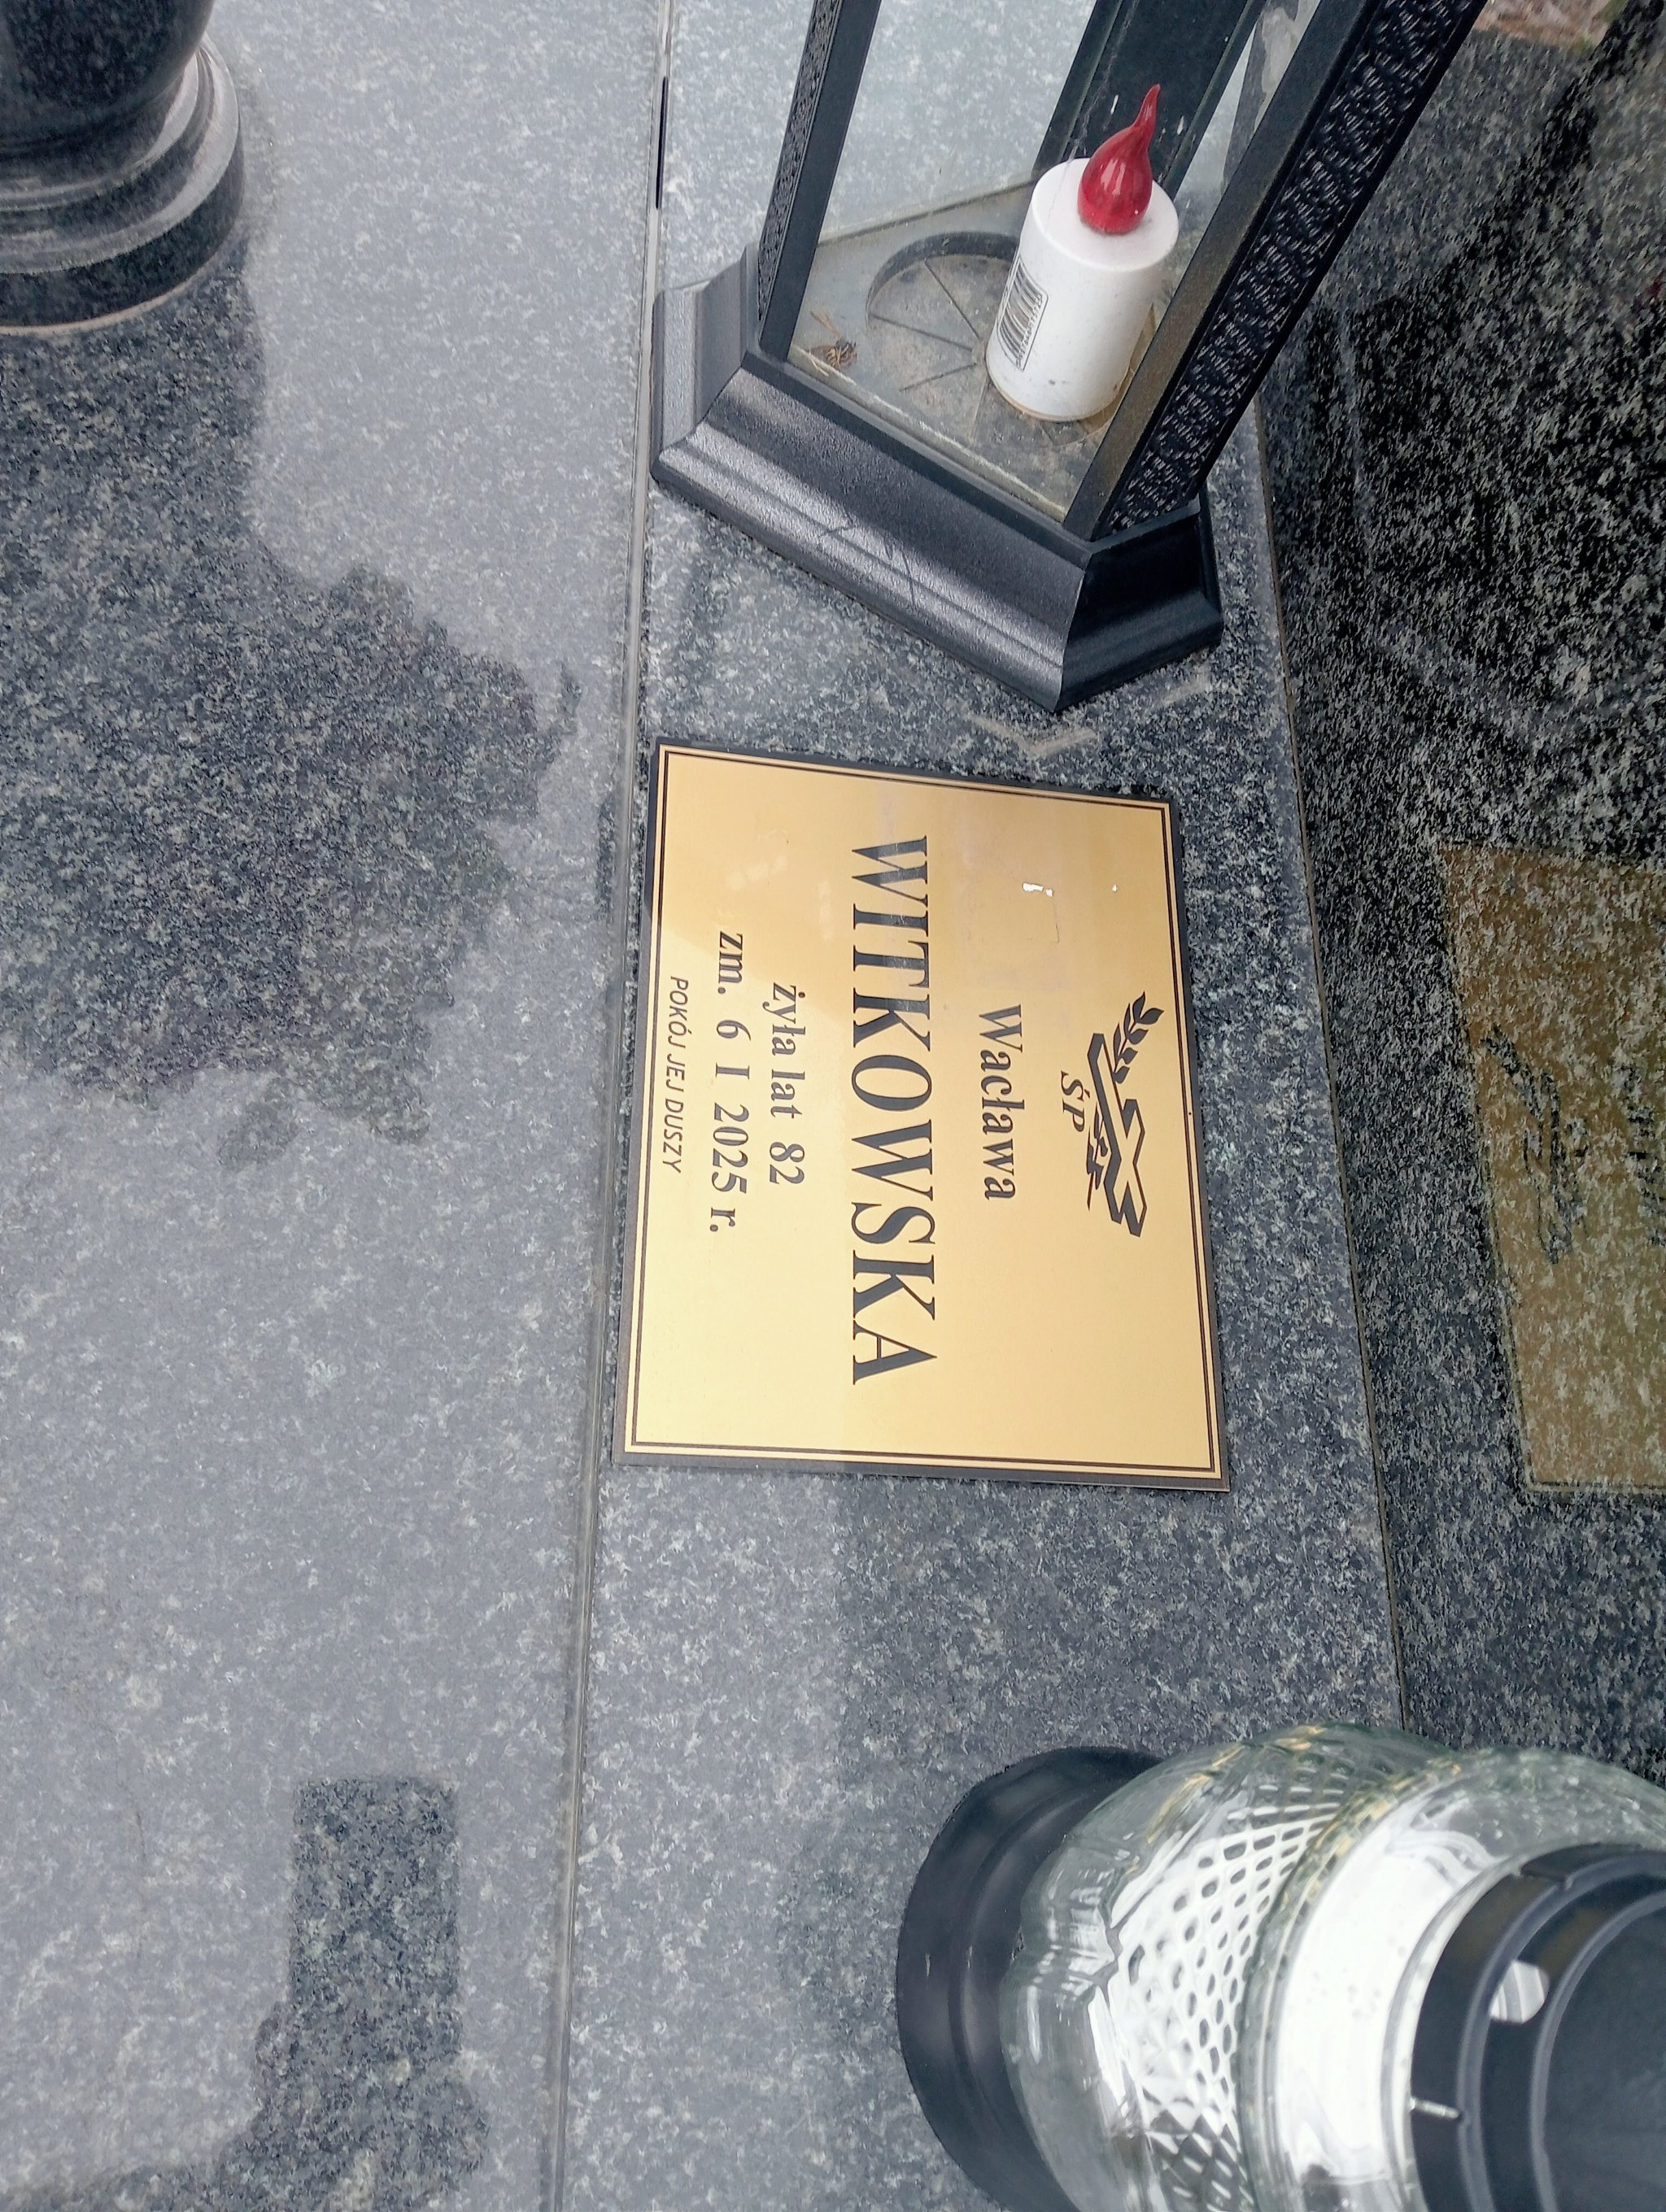 ŚP
Wacława
WITKOWSKA
żyła lat 82
zm. 6 I 2025 r.
POKÓJ JEJ DUSZY